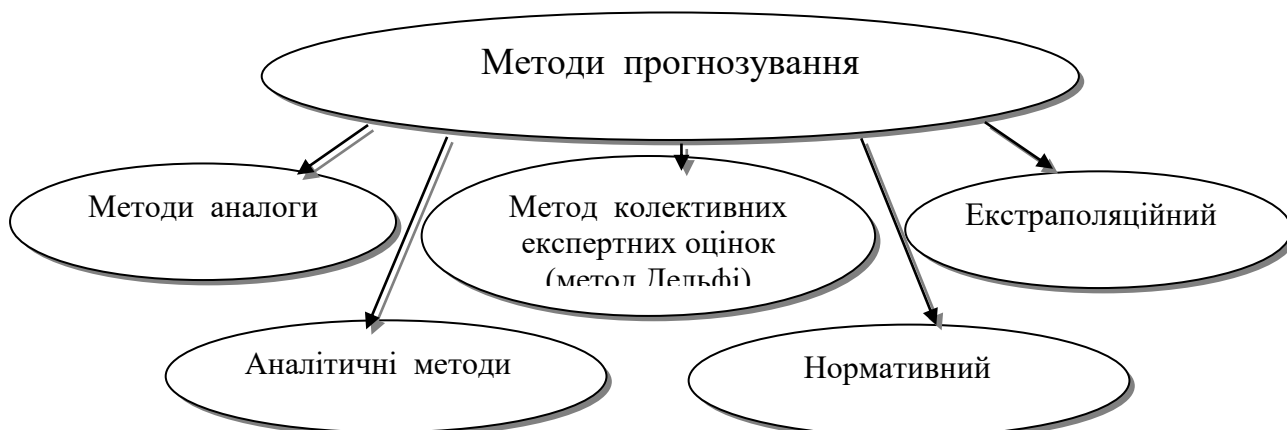 Методи прогнозування
Методи аналоги
Метод колективних
експертних оцінок
(метод Дельфі)
Екстраполяційний
Аналітичні методи
Нормативний